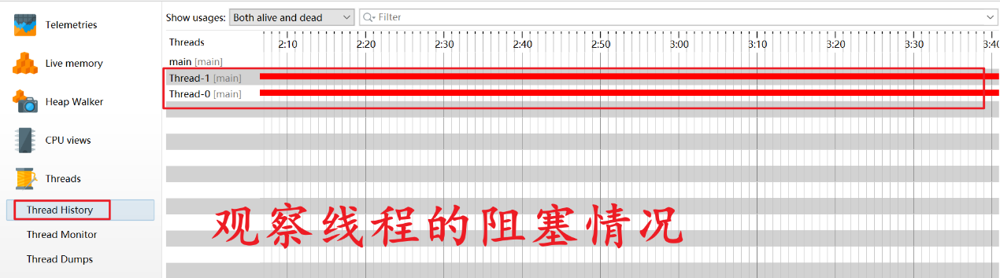 Show usages: Both alive and dead Filter
Telemetries
Live memory
Heap Walker
CPU views
Threads
Thread History
Thread Monitor
Thread Dumps
Threads 2:10 2:20 2:30 2:40 2:50 3:00 3:10 3:20 3:30 3:40
main [main]
Thread-1 [main]
Thread-0 [main]
观察线程的阻塞情况